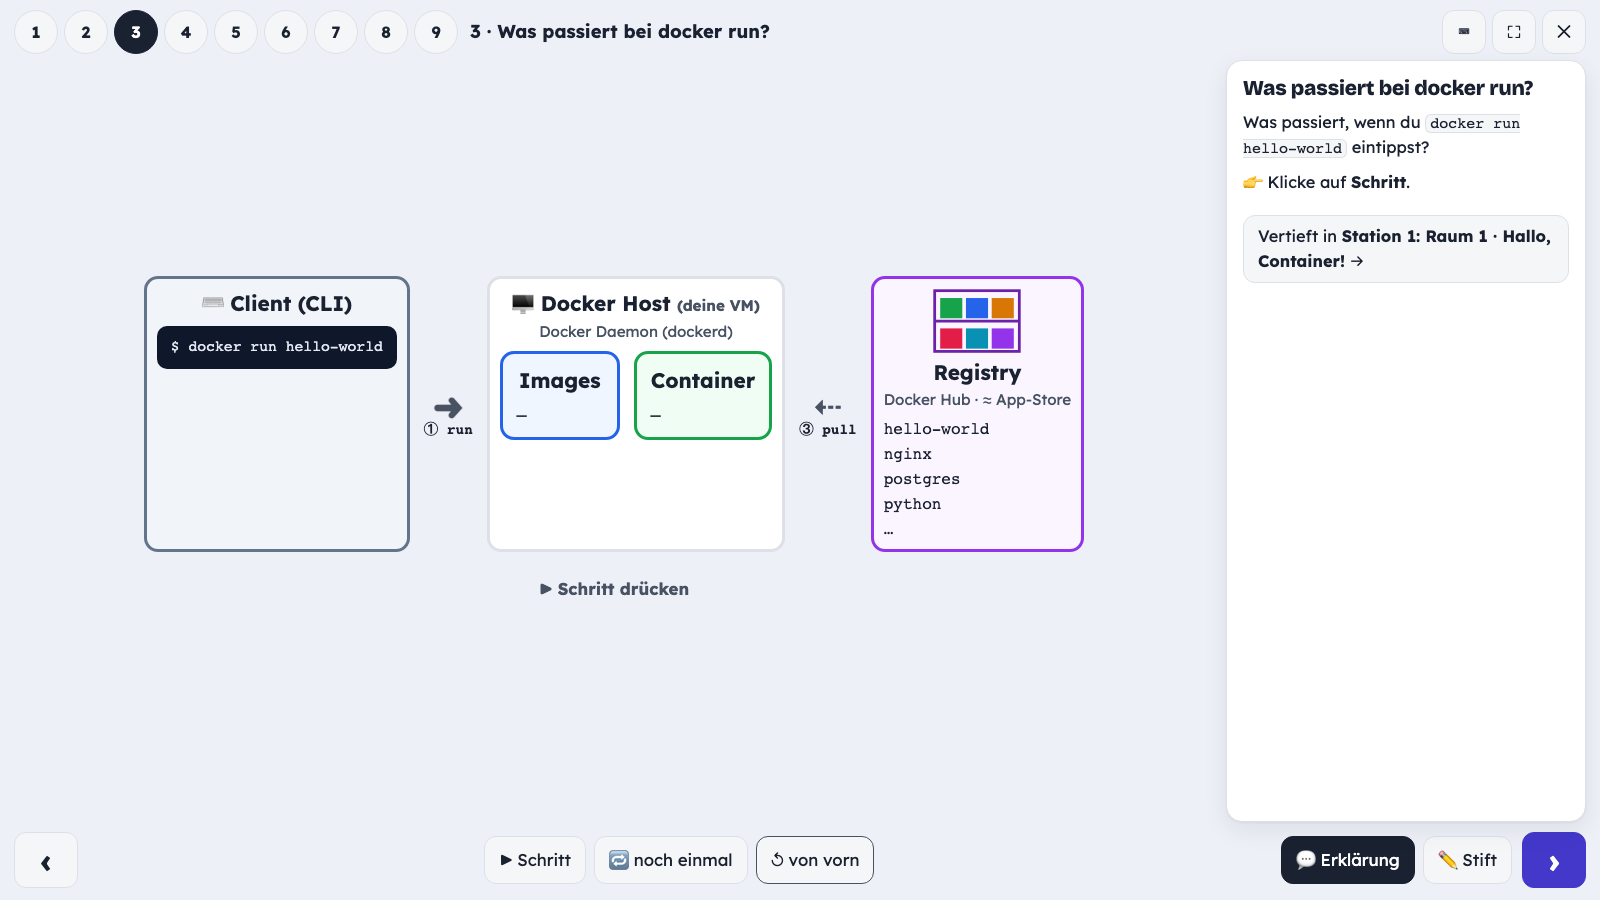 1 2 3 4 5 6 7 8 9 3 · Was passiert bei docker run?
Client (CLI)
$ docker run hello-world
① run
Docker Host (deine VM)
Docker Daemon (dockerd)
Images
–
Container
–
③ pull
Registry
Docker Hub · ≈ App-Store
hello-world
nginx
postgres
python
…
▶ Schritt drücken
Was passiert bei docker run?
Was passiert, wenn du docker run
hello-world eintippst?
👉 Klicke auf Schritt.
Vertieft in Station 1: Raum 1 · Hallo,
Container! →
‹
▶ Schritt
🔁 noch einmal
↺ von vorn
💬 Erklärung
✏️ Stift
›